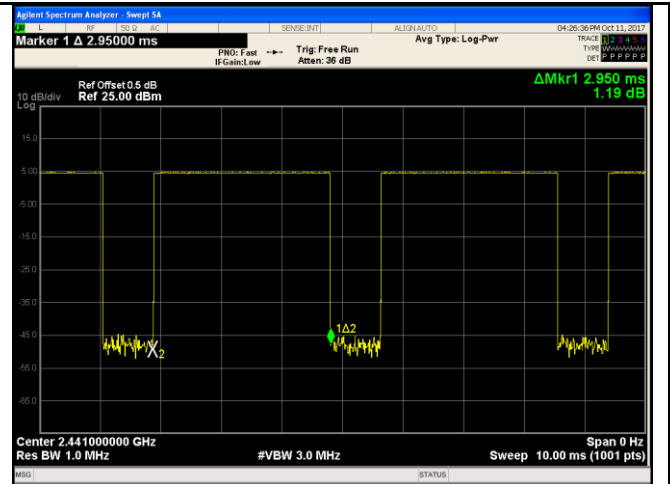 Agilent Spectrum Analyzer - Swept SA
L RF 50 Ω AC SENSE:INT ALIGN AUTO 04:26:36 PM Oct 11, 2017
Marker 1 Δ 2.95000 ms Avg Type: Log-Pwr TRACE 1 2 3 4 5 6
PNO: Fast Trig: Free Run TYPE W
IFGain:Low Atten: 36 dB DET P P P P P P
ΔMkr1 2.950 ms
Ref Offset 0.5 dB 1.19 dB
10 dB/div Ref 25.00 dBm
Log
15.0
5.00
-5.00
-15.0
-25.0
-35.0
-45.0
1Δ2
X2
-55.0
-65.0
Center 2.441000000 GHz Span 0 Hz
Res BW 1.0 MHz #VBW 3.0 MHz Sweep 10.00 ms (1001 pts)
MSG STATUS